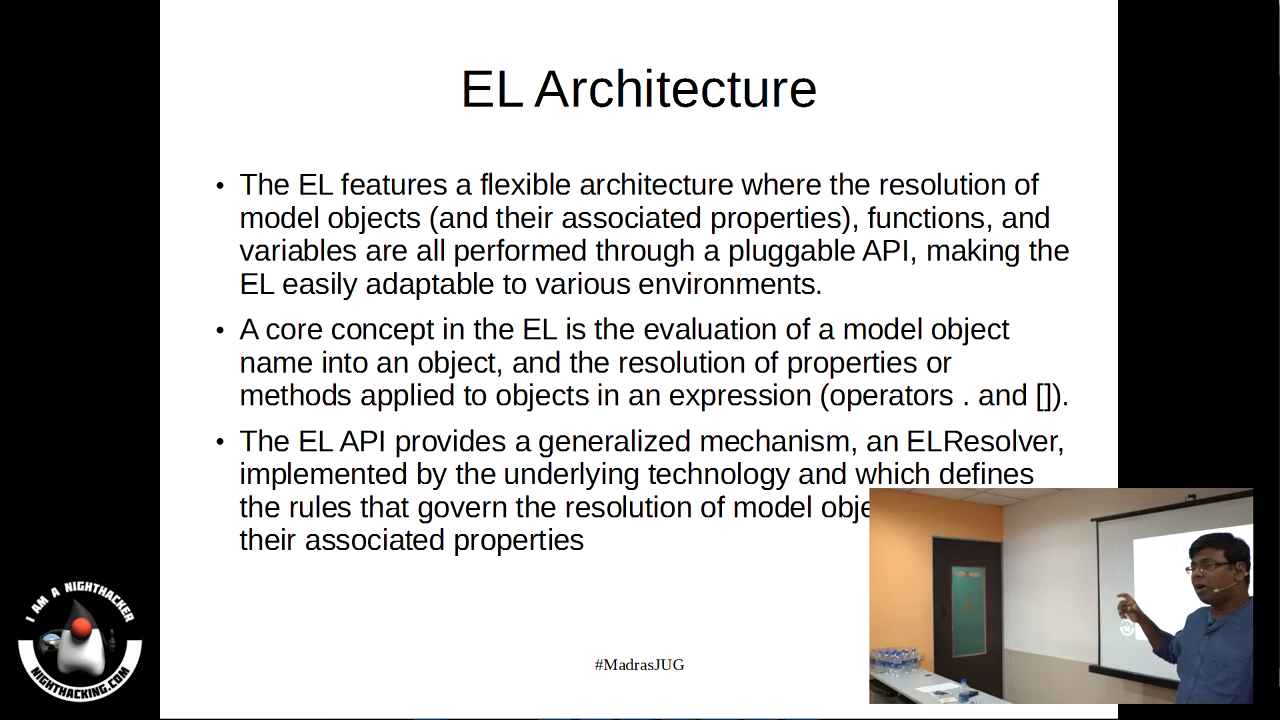 EL Architecture
• The EL features a flexible architecture where the resolution of
model objects (and their associated properties), functions, and
variables are all performed through a pluggable API, making the
EL easily adaptable to various environments.
• A core concept in the EL is the evaluation of a model object
name into an object, and the resolution of properties or
methods applied to objects in an expression (operators . and []).
• The EL API provides a generalized mechanism, an ELResolver,
implemented by the underlying technology and which defines
the rules that govern the resolution of model obje
their associated properties
I AM A NIGHTHACKER
NIGHTHACKING.COM
#MadrasJUG